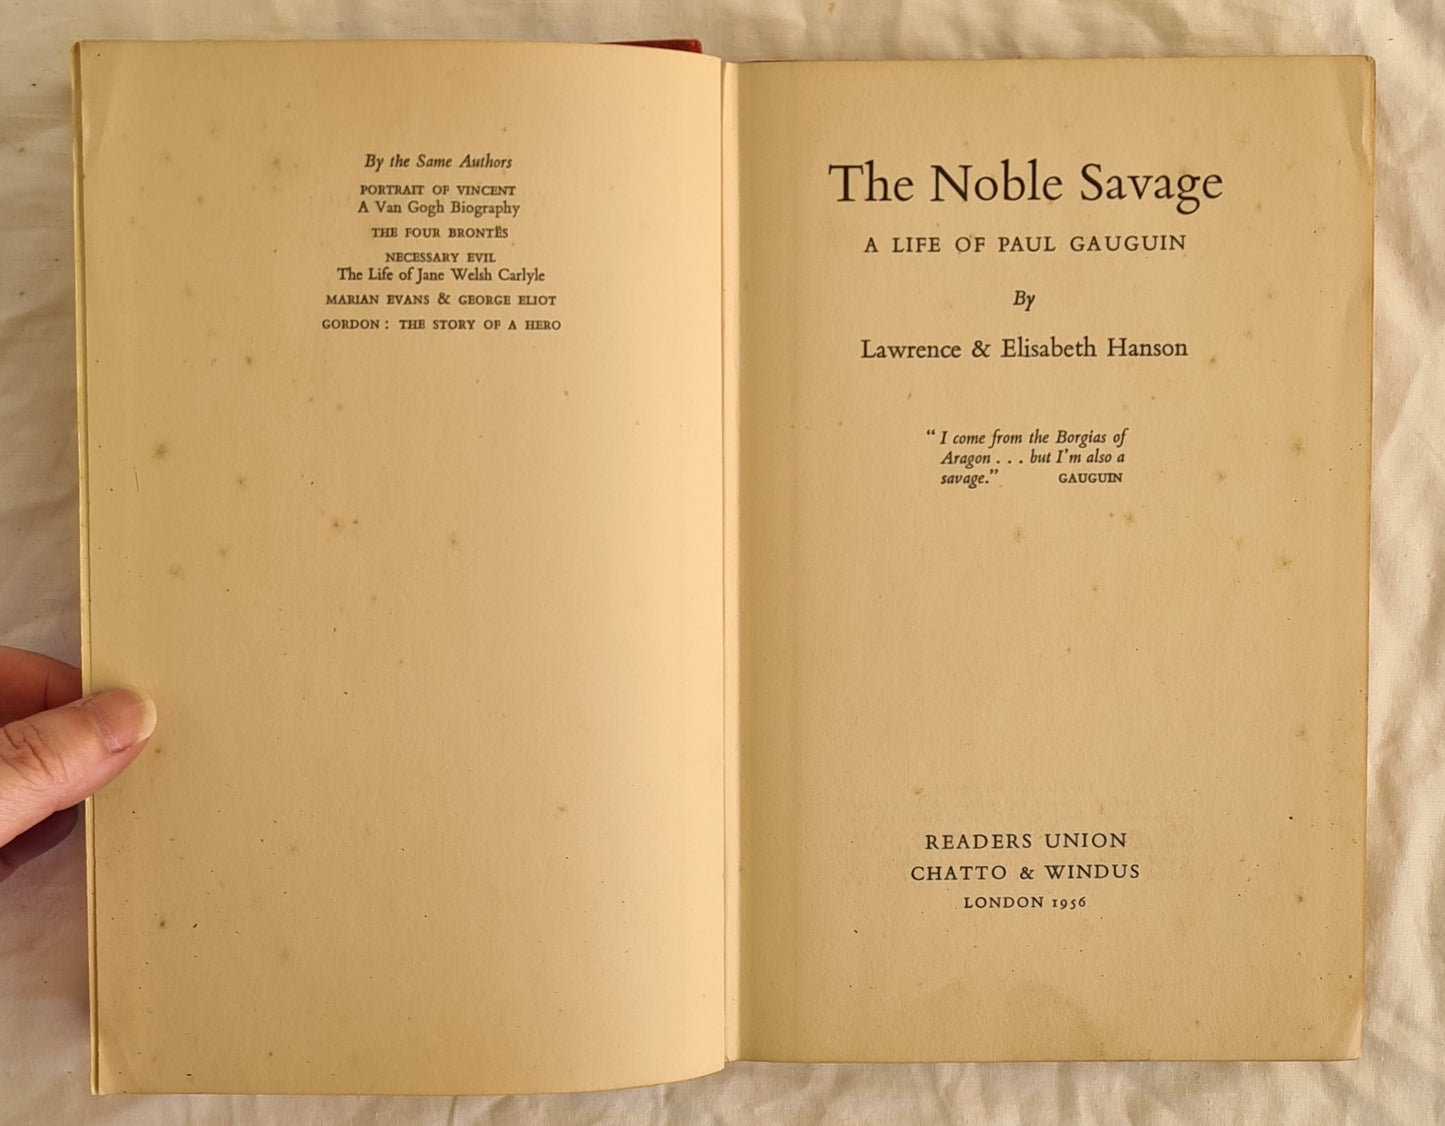 By the Same Authors
PORTRAIT OF VINCENT
A Van Gogh Biography
THE FOUR BRONTËS
NECESSARY EVIL
The Life of Jane Welsh Carlyle
MARIAN EVANS & GEORGE ELIOT
GORDON : THE STORY OF A HERO
The Noble Savage
A LIFE OF PAUL GAUGUIN
By
Lawrence & Elisabeth Hanson
“ I come from the Borgias of
Aragon . . . but I’m also a
savage.” GAUGUIN
READERS UNION
CHATTO & WINDUS
LONDON 1956